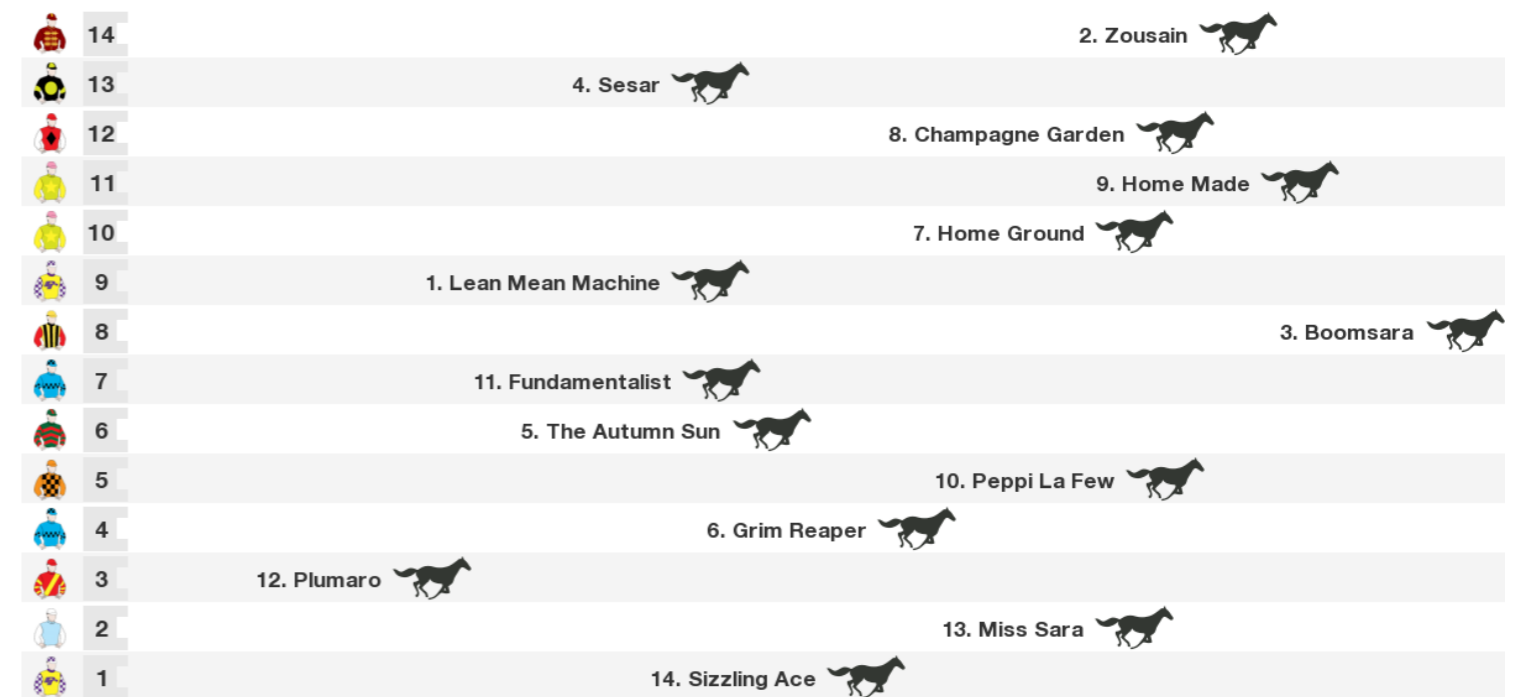 14 2. Zousain
13 4. Sesar
12 8. Champagne Garden
11 9. Home Made
10 7. Home Ground
9 1. Lean Mean Machine
8 3. Boomsara
7 11. Fundamentalist
6 5. The Autumn Sun
5 10. Peppi La Few
4 6. Grim Reaper
3 12. Plumaro
2 13. Miss Sara
1 14. Sizzling Ace